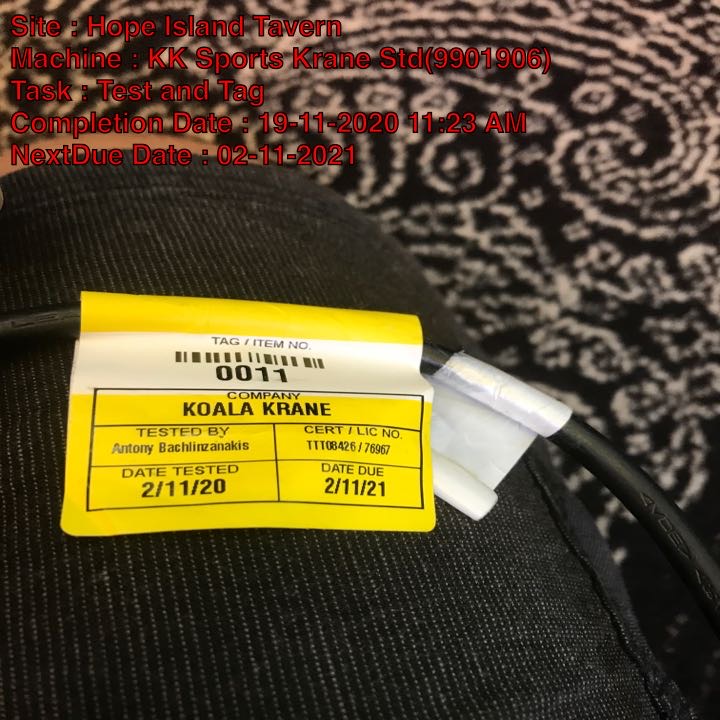 Site : Hope Island Tavern
Machine : KK Sports Krane Std(9901906)
Task : Test and Tag
Completion Date : 19-11-2020 11:23 AM
NextDue Date : 02-11-2021
TAG / ITEM NO.
0011
COMPANY
KOALA KRANE
TESTED BY
CERT / LIC NO.
Antony Bachlinzanakis
TTT08426 / 76967
DATE TESTED
DATE DUE
2/11/20
2/11/21